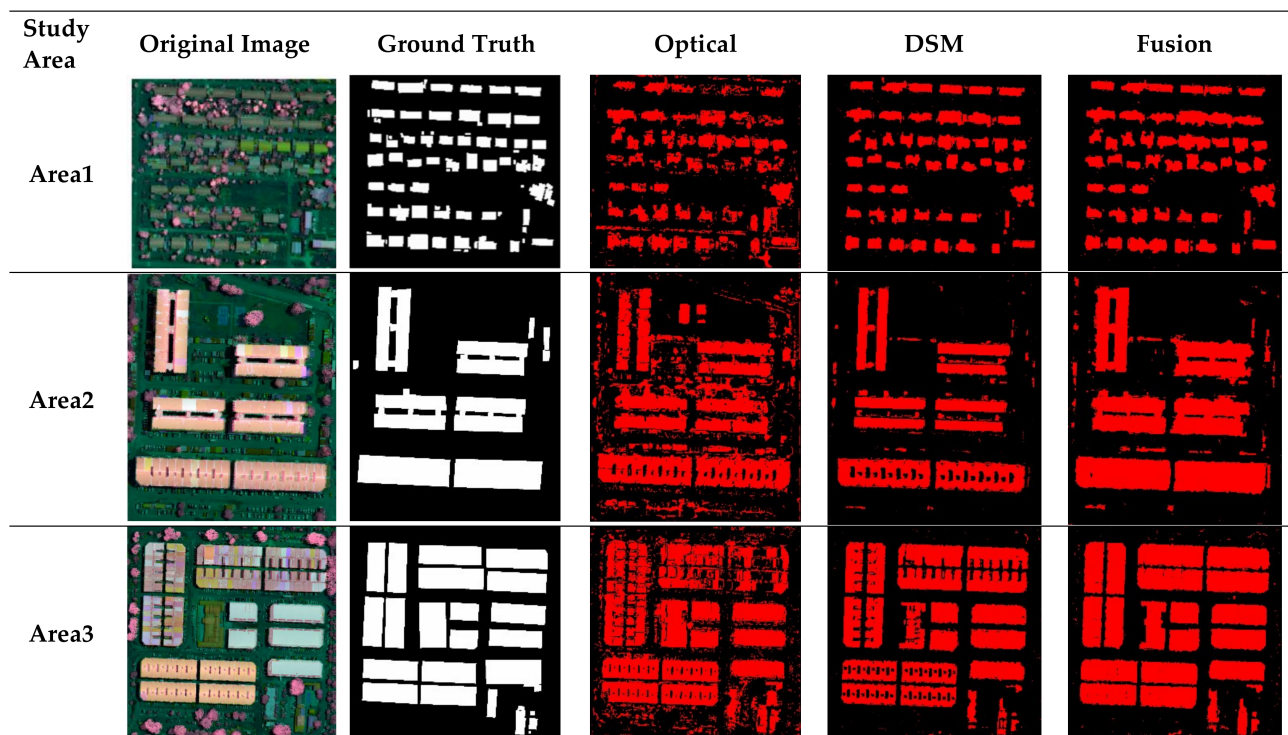 Study
Area
Original Image
Ground Truth
Optical
DSM
Fusion
Area1
Area2
Area3